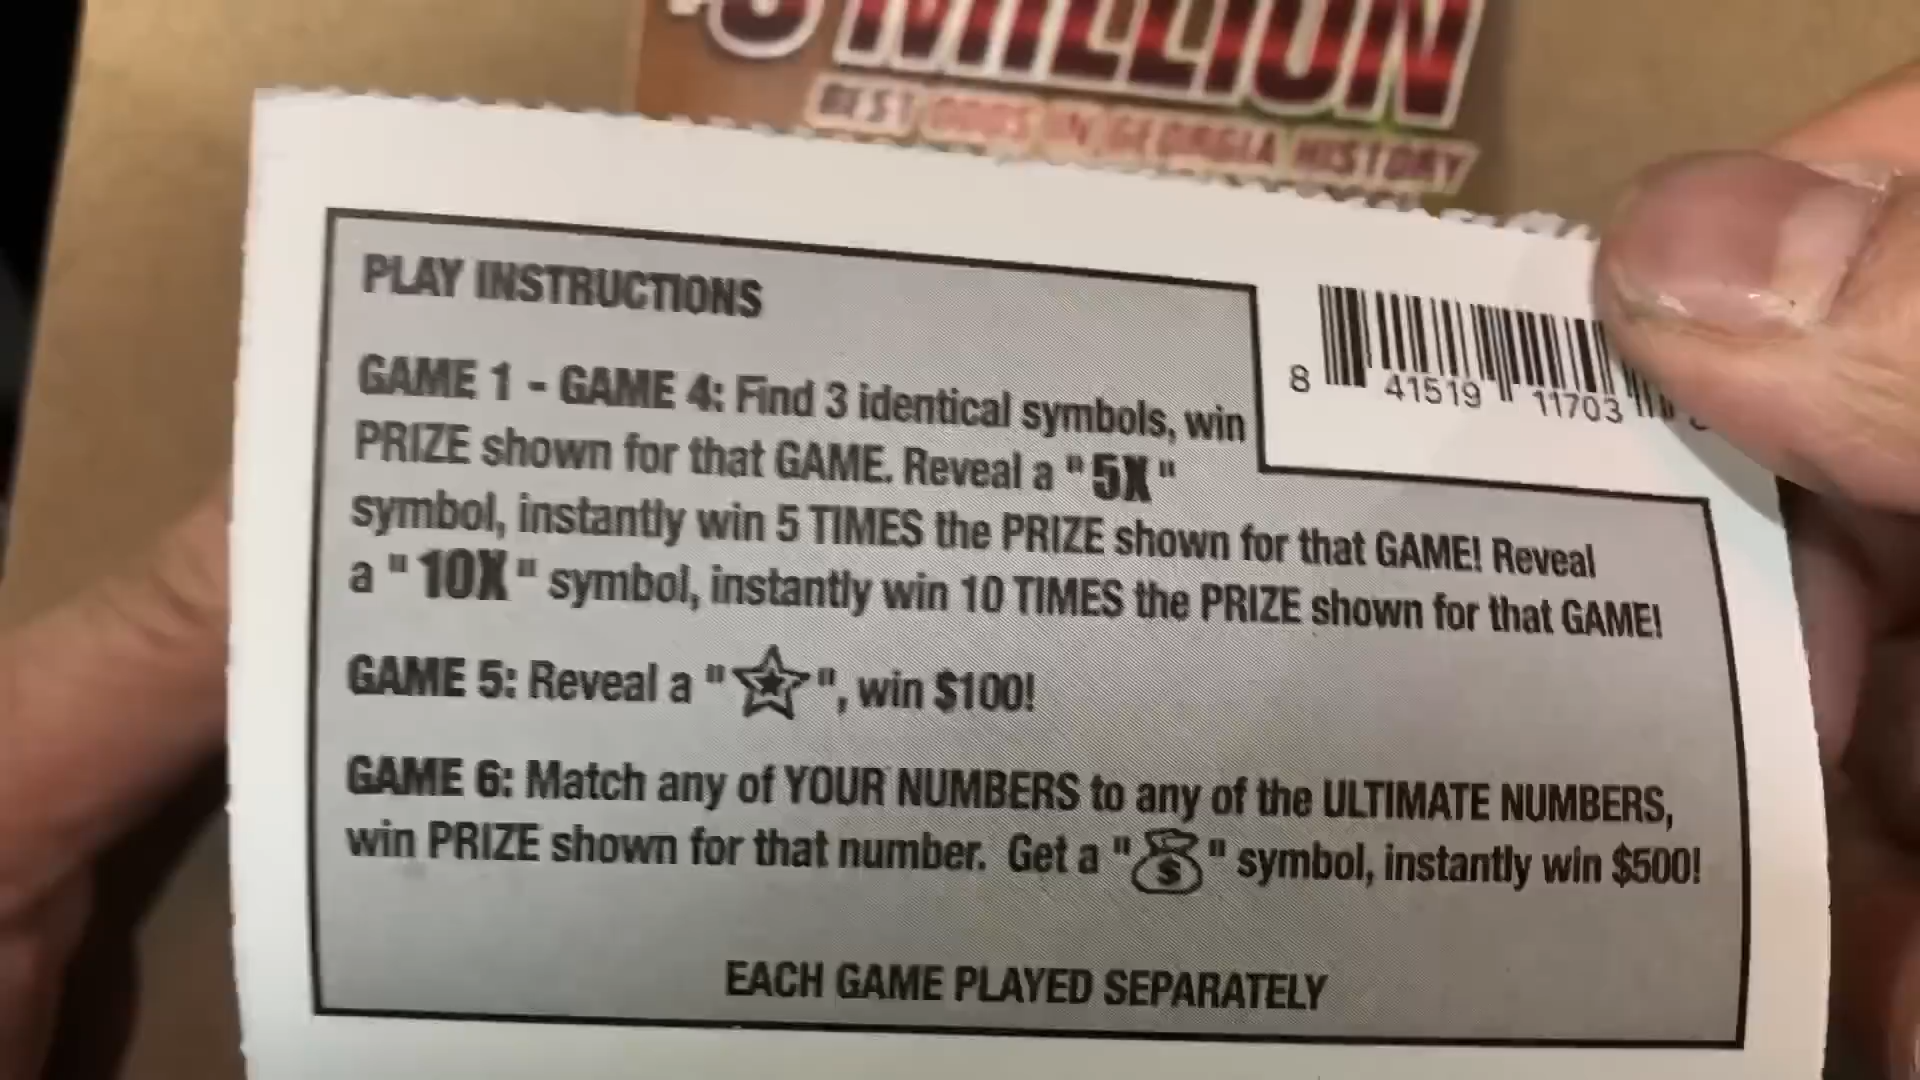 MILLION
BEST ODDS IN GEORGIA HISTORY
PLAY INSTRUCTIONS
GAME 1 - GAME 4: Find 3 identical symbols, win
PRIZE shown for that GAME. Reveal a "5X"
symbol, instantly win 5 TIMES the PRIZE shown for that GAME! Reveal
a "10X" symbol, instantly win 10 TIMES the PRIZE shown for that GAME!
GAME 5: Reveal a "", win $100!
GAME 6: Match any of YOUR NUMBERS to any of the ULTIMATE NUMBERS,
win PRIZE shown for that number. Get a "$" symbol, instantly win $500!
EACH GAME PLAYED SEPARATELY
8 41519 11703